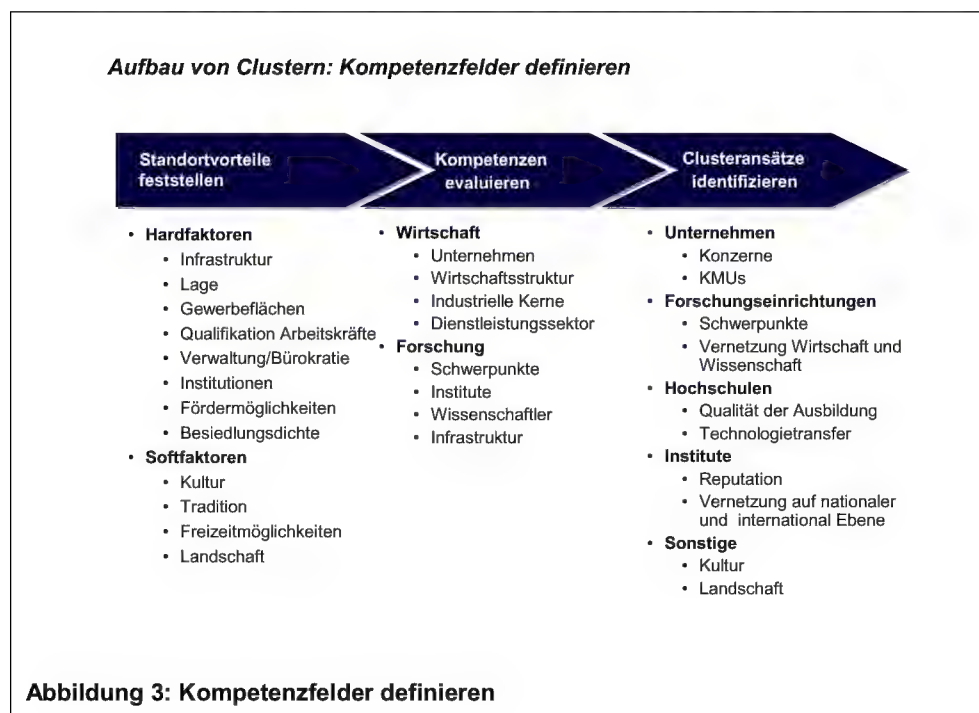 Aufbau von Clustern: Kompetenzfelder definieren
Standortvorteile
feststellen
• Hardfaktoren
• Infrastruktur
• Lage
• Gewerbeflächen
• Qualifikation Arbeitskräfte
• Verwaltung/Bürokratie
• Institutionen
• Fördermöglichkeiten
• Besiedlungsdichte
• Softfaktoren
• Kultur
• Tradition
• Freizeitmöglichkeiten
• Landschaft
Kompetenzen
evaluieren
• Wirtschaft
• Unternehmen
• Wirtschaftsstruktur
• Industrielle Kerne
• Dienstleistungssektor
• Forschung
• Schwerpunkte
• Institute
• Wissenschaftler
• Infrastruktur
Clusteransätze
identifizieren
• Unternehmen
• Konzerne
• KMUs
• Forschungseinrichtungen
• Schwerpunkte
• Vernetzung Wirtschaft und
Wissenschaft
• Hochschulen
• Qualität der Ausbildung
• Technologietransfer
• Institute
• Reputation
• Vernetzung auf nationaler
und international Ebene
• Sonstige
• Kultur
• Landschaft
Abbildung 3: Kompetenzfelder definieren